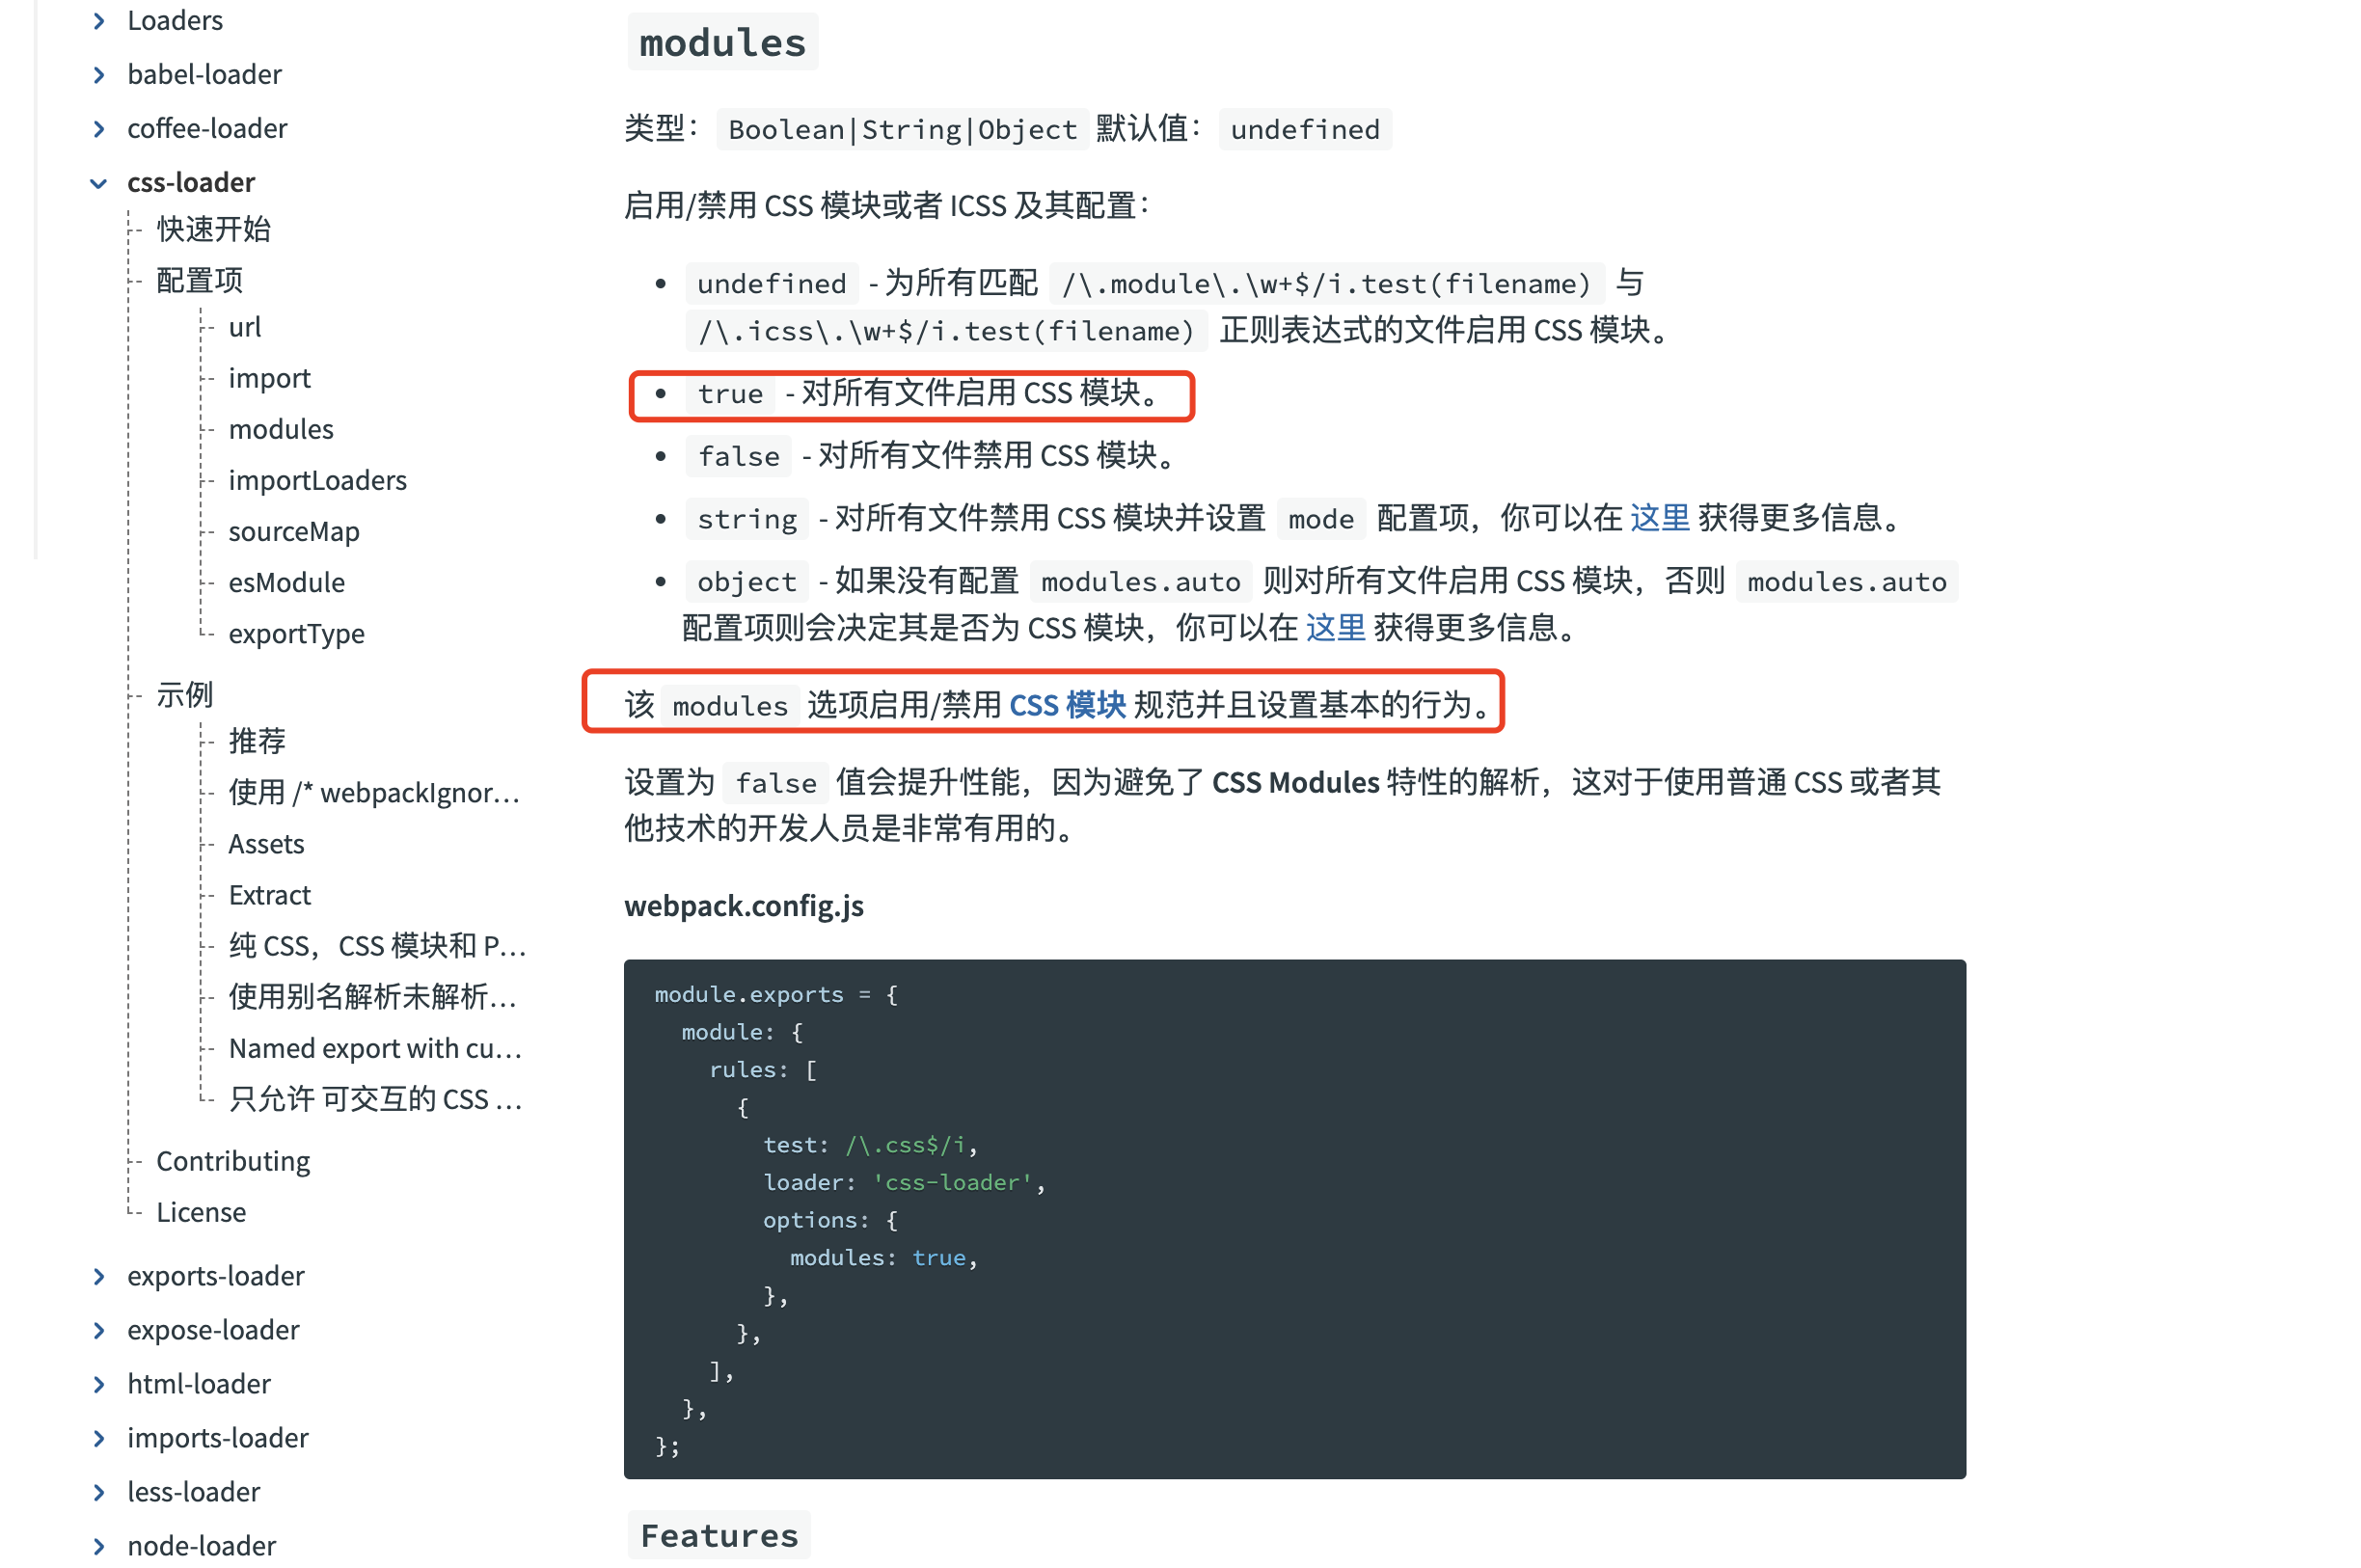 Loaders
babel-loader
coffee-loader
css-loader
快速开始
配置项
url
import
modules
importLoaders
sourceMap
esModule
exportType
示例
推荐
使用 /* webpackIgnor…
Assets
Extract
纯 CSS，CSS 模块和 P…
使用别名解析未解析…
Named export with cu…
只允许 可交互的 CSS …
Contributing
License
exports-loader
expose-loader
html-loader
imports-loader
less-loader
node-loader
modules
类型： Boolean|String|Object 默认值： undefined
启用/禁用 CSS 模块或者 ICSS 及其配置：
undefined - 为所有匹配 /\.module\.\w+$/i.test(filename) 与
/\.icss\.\w+$/i.test(filename) 正则表达式的文件启用 CSS 模块。
true - 对所有文件启用 CSS 模块。
false - 对所有文件禁用 CSS 模块。
string - 对所有文件禁用 CSS 模块并设置 mode 配置项，你可以在 这里 获得更多信息。
object - 如果没有配置 modules.auto 则对所有文件启用 CSS 模块，否则 modules.auto
配置项则会决定其是否为 CSS 模块，你可以在 这里 获得更多信息。
该 modules 选项启用/禁用 CSS 模块 规范并且设置基本的行为。
设置为 false 值会提升性能，因为避免了 CSS Modules 特性的解析，这对于使用普通 CSS 或者其
他技术的开发人员是非常有用的。
webpack.config.js
module.exports = {
module: {
rules: [
{
test: /\.css$/i,
loader: 'css-loader',
options: {
modules: true,
},
},
],
},
};
Features